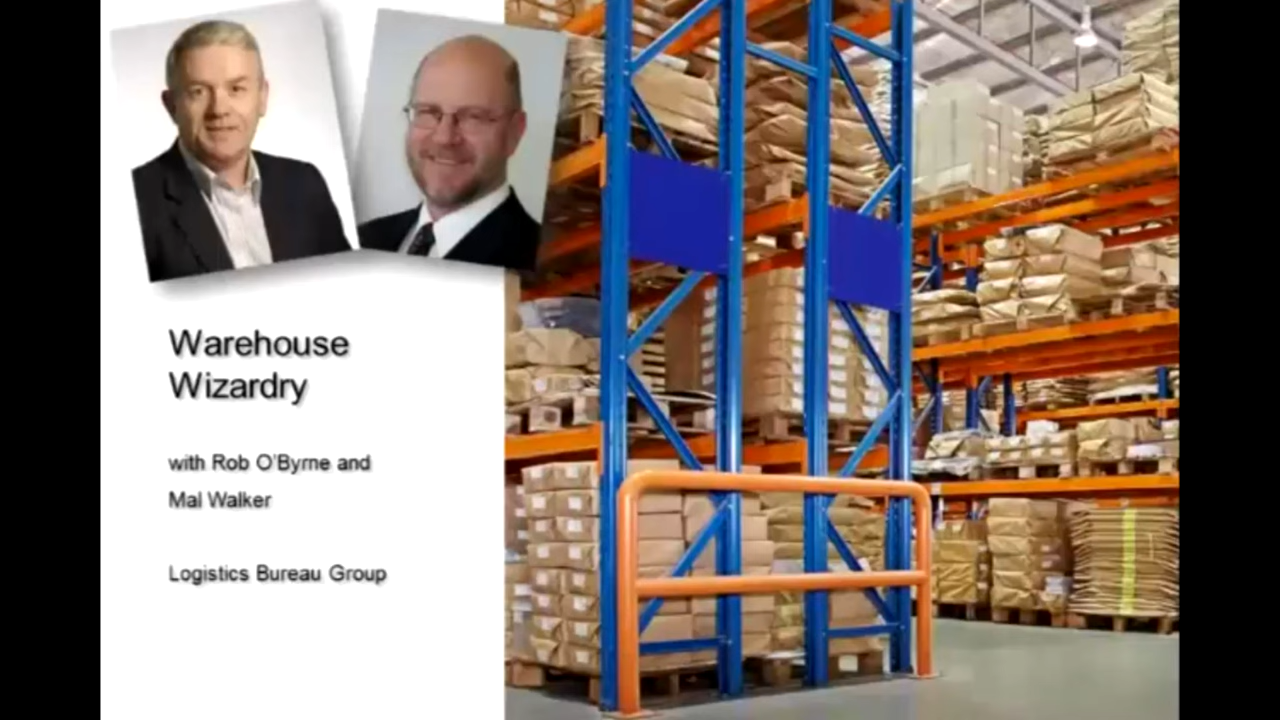 Warehouse
Wizardry
with Rob O'Byrne and
Mal Walker
Logistics Bureau Group